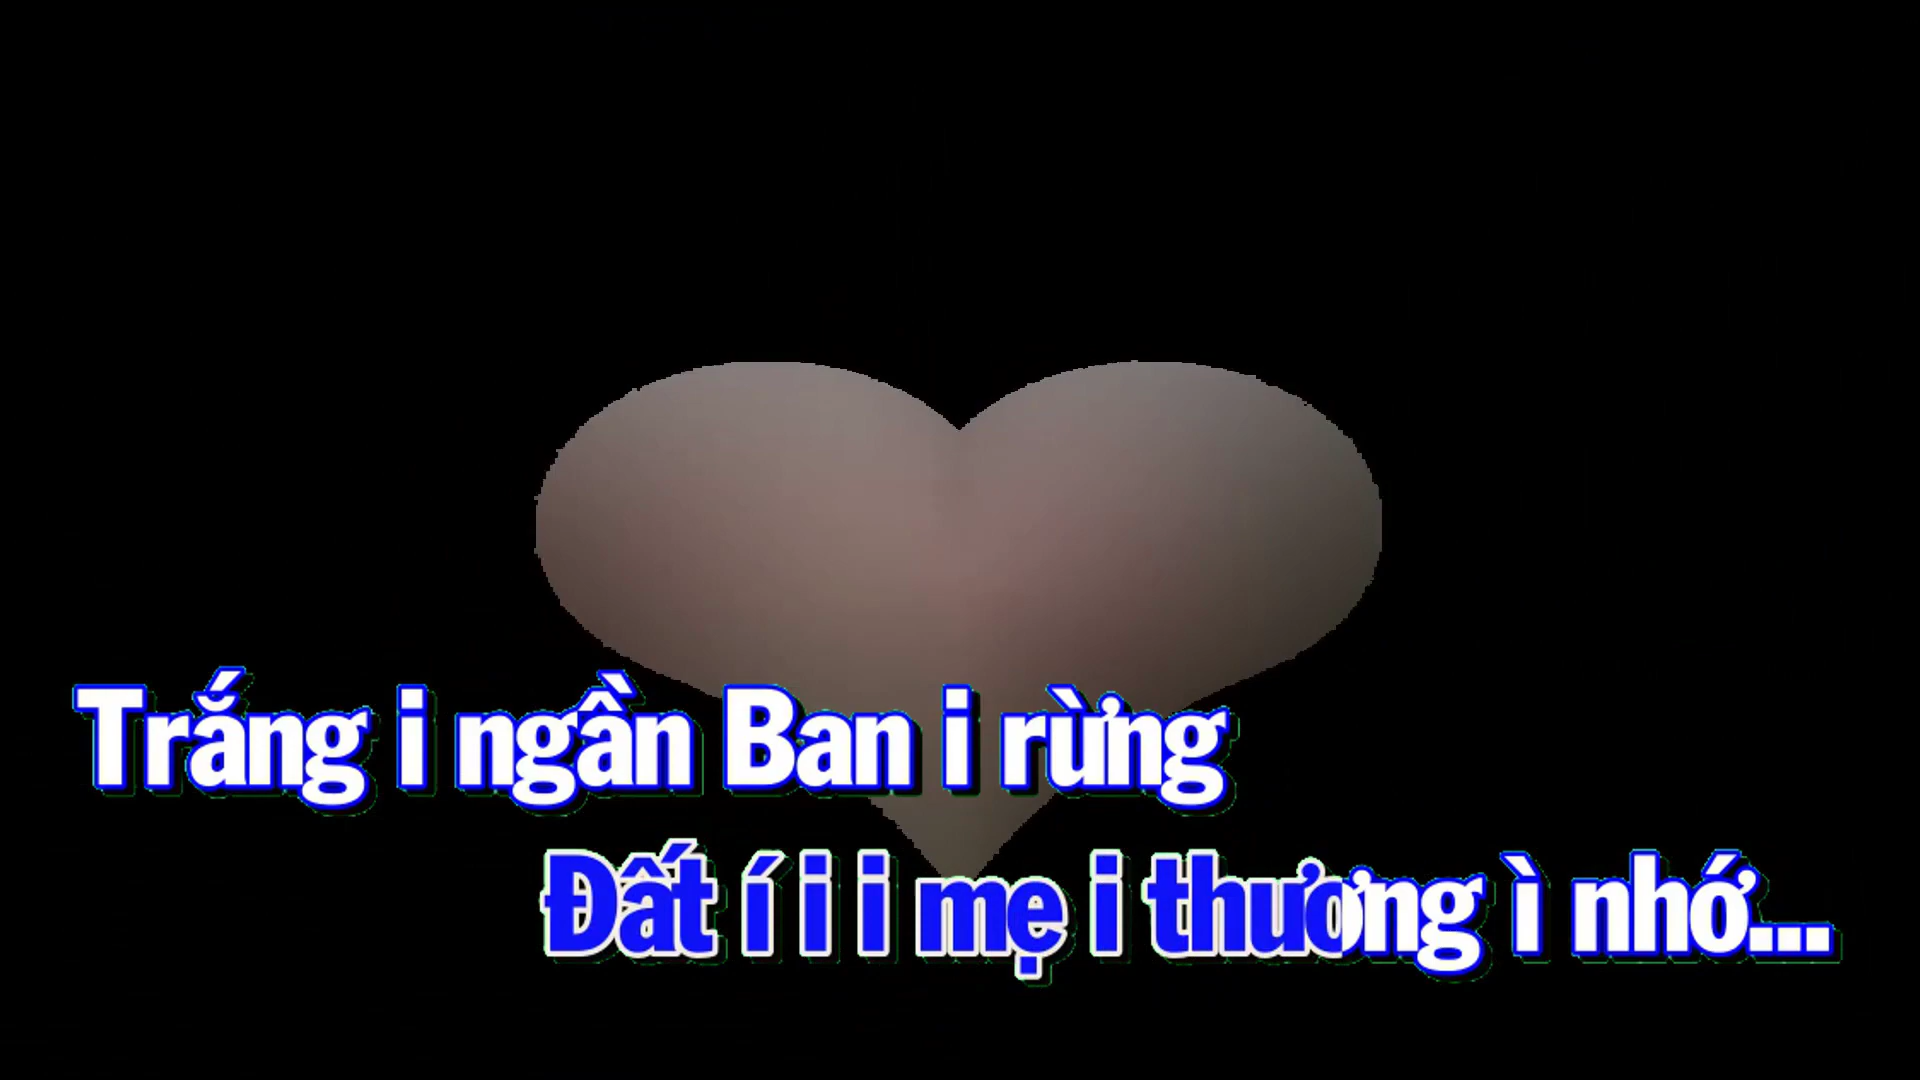 Trắng i ngần Ban i rừng
Đất í i i mẹ i thương ì nhớ...